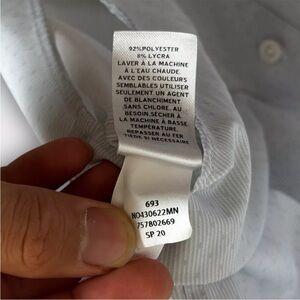 92%POLYESTER
8% LYCRA
LAVER À LA MACHINE
À L'EAU CHAUDE
AVEC DES COULEURS
SEMBLABLES UTILISER
SEULEMENT UN AGENT
DE BLANCHIMENT
SANS CHLORE. AU
BESOIN.SÉCHER À
LA MACHINE À BASSE
TEMPÉRATURE.
REPASSER AU FER
TIÈDE SI NÉCESSAIRE
693
NO430622MN
757802669
SP 20